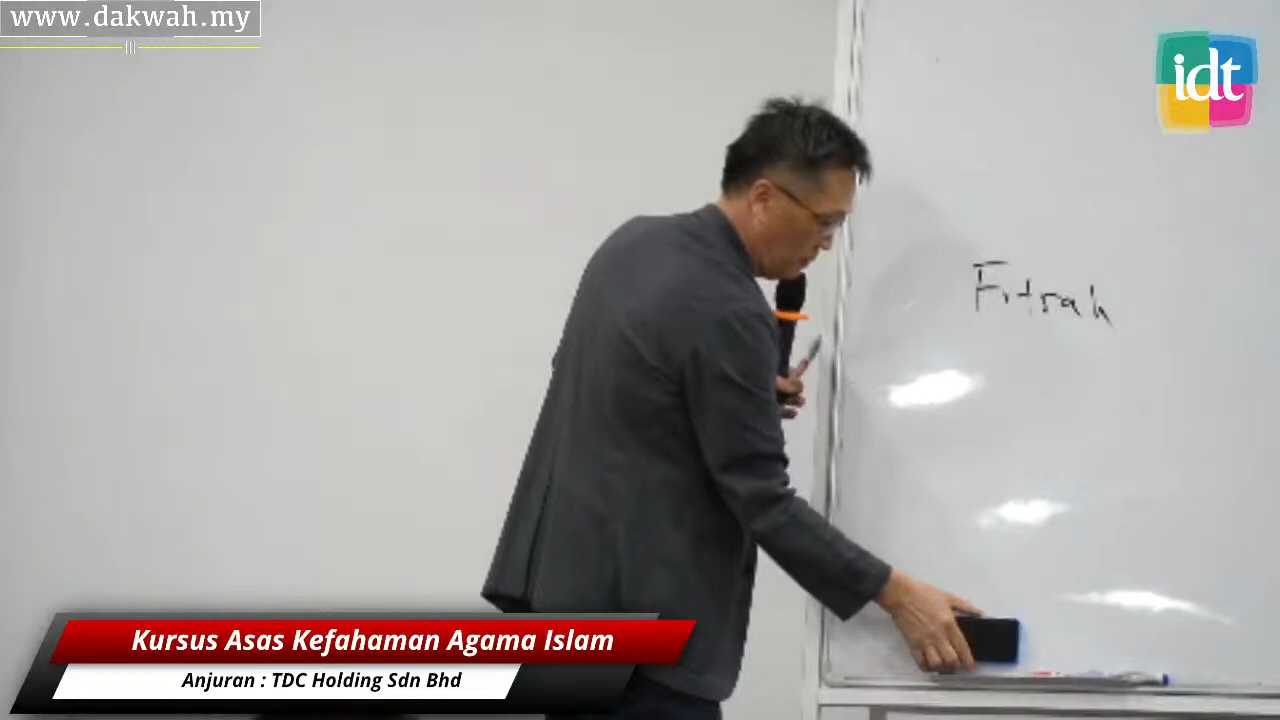 www.dakwah.my
idt
Fitrah
Kursus Asas Kefahaman Agama Islam
Anjuran : TDC Holding Sdn Bhd